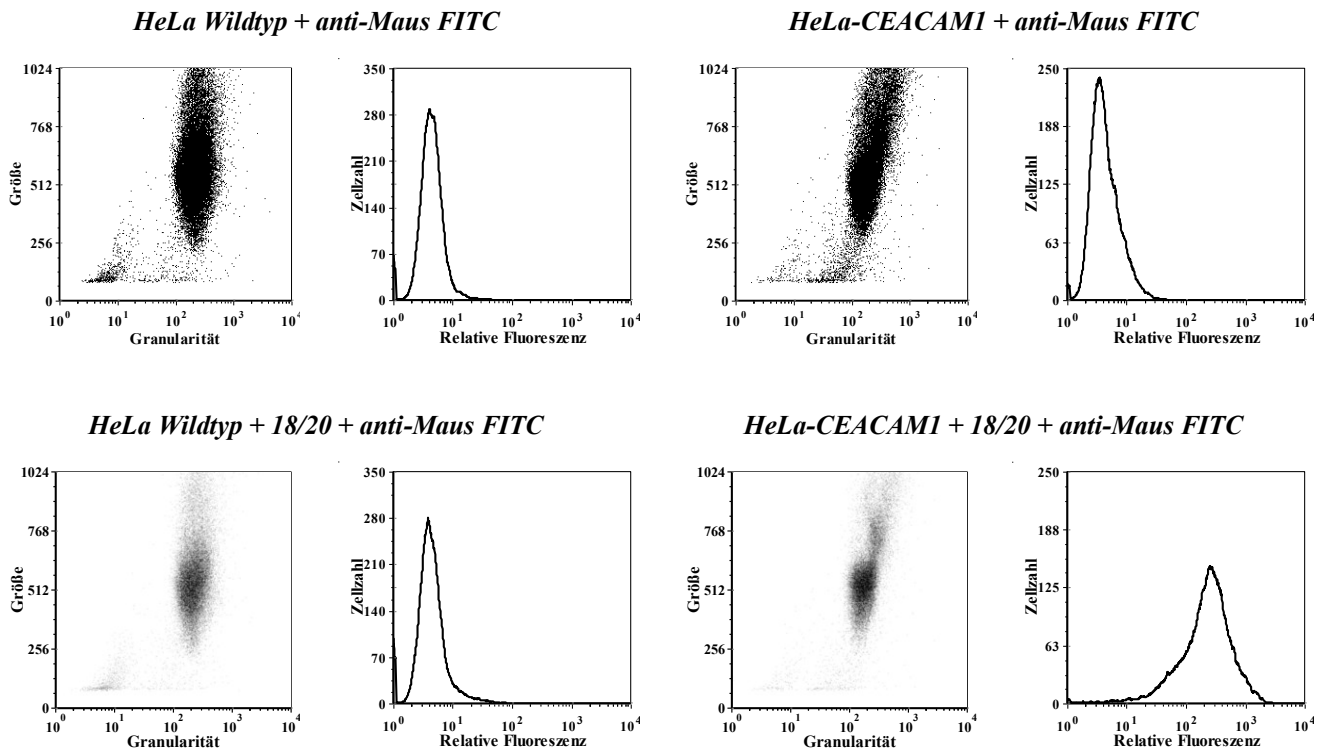 HeLa Wildtyp + anti-Maus FITC
HeLa-CEACAM1 + anti-Maus FITC
1024
768
512
256
0
Größe
10^0 10^1 10^2 10^3 10^4
Granularität
350
280
210
140
70
0
Zellzahl
10^0 10^1 10^2 10^3 10^4
Relative Fluoreszenz
1024
768
512
256
0
Größe
10^0 10^1 10^2 10^3 10^4
Granularität
250
188
125
63
0
Zellzahl
10^0 10^1 10^2 10^3 10^4
Relative Fluoreszenz
HeLa Wildtyp + 18/20 + anti-Maus FITC
HeLa-CEACAM1 + 18/20 + anti-Maus FITC
1024
768
512
256
0
Größe
10^0 10^1 10^2 10^3 10^4
Granularität
350
280
210
140
70
0
Zellzahl
10^0 10^1 10^2 10^3 10^4
Relative Fluoreszenz
1024
768
512
256
0
Größe
10^0 10^1 10^2 10^3 10^4
Granularität
250
188
125
63
0
Zellzahl
10^0 10^1 10^2 10^3 10^4
Relative Fluoreszenz